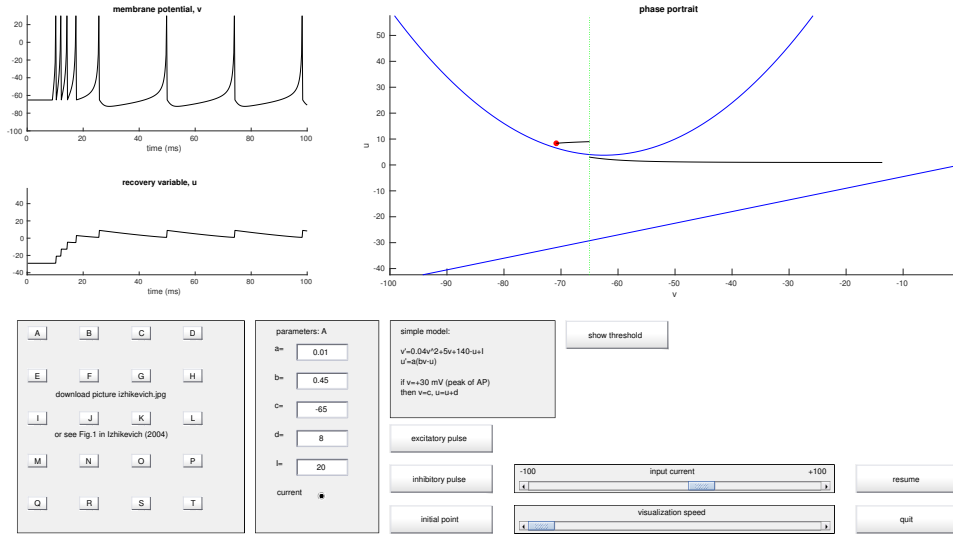 membrane potential, v
20
0
-20
-40
-60
-80
-100
0 20 40 60 80 100
time (ms)
recovery variable, u
40
20
0
-20
-40
0 20 40 60 80 100
time (ms)
phase portrait
50
40
30
20
10
0
-10
-20
-30
-40
u
-100 -90 -80 -70 -60 -50 -40 -30 -20 -10 0
v
A B C D
E F G H
download picture izhikevich.jpg
I J K L
or see Fig.1 in Izhikevich (2004)
M N O P
Q R S T
parameters: A
a= 0.01
b= 0.45
c= -65
d= 8
I= 20
current
simple model:
v'=0.04v^2+5v+140-u+I
u'=a(bv-u)
if v=+30 mV (peak of AP)
then v=c, u=u+d
show threshold
excitatory pulse
inhibitory pulse
initial point
-100 input current +100
visualization speed
resume
quit